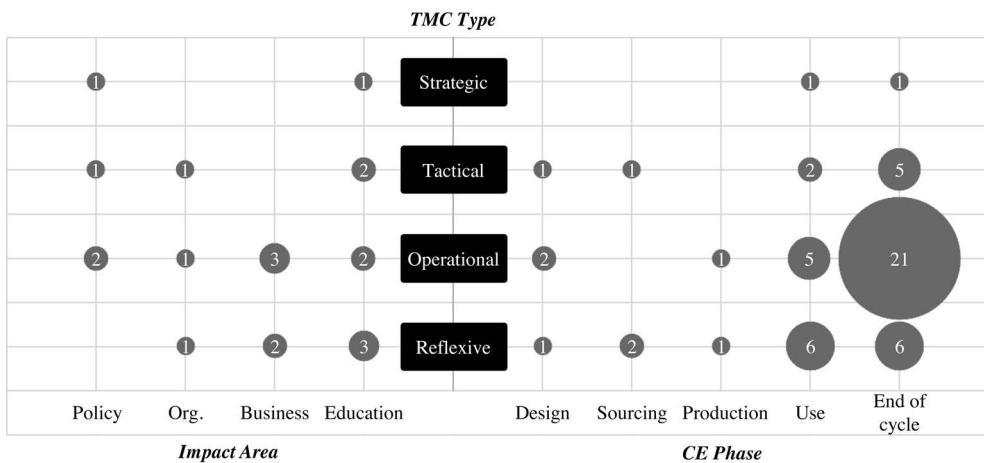 TMC Type
1 1 Strategic 1 1
1 1 2 Tactical 1 1 2 5
2 1 3 2 Operational 2 1 5 21
1 2 3 Reflexive 1 2 1 6 6
Policy Org. Business Education Design Sourcing Production Use End of
cycle
Impact Area CE Phase